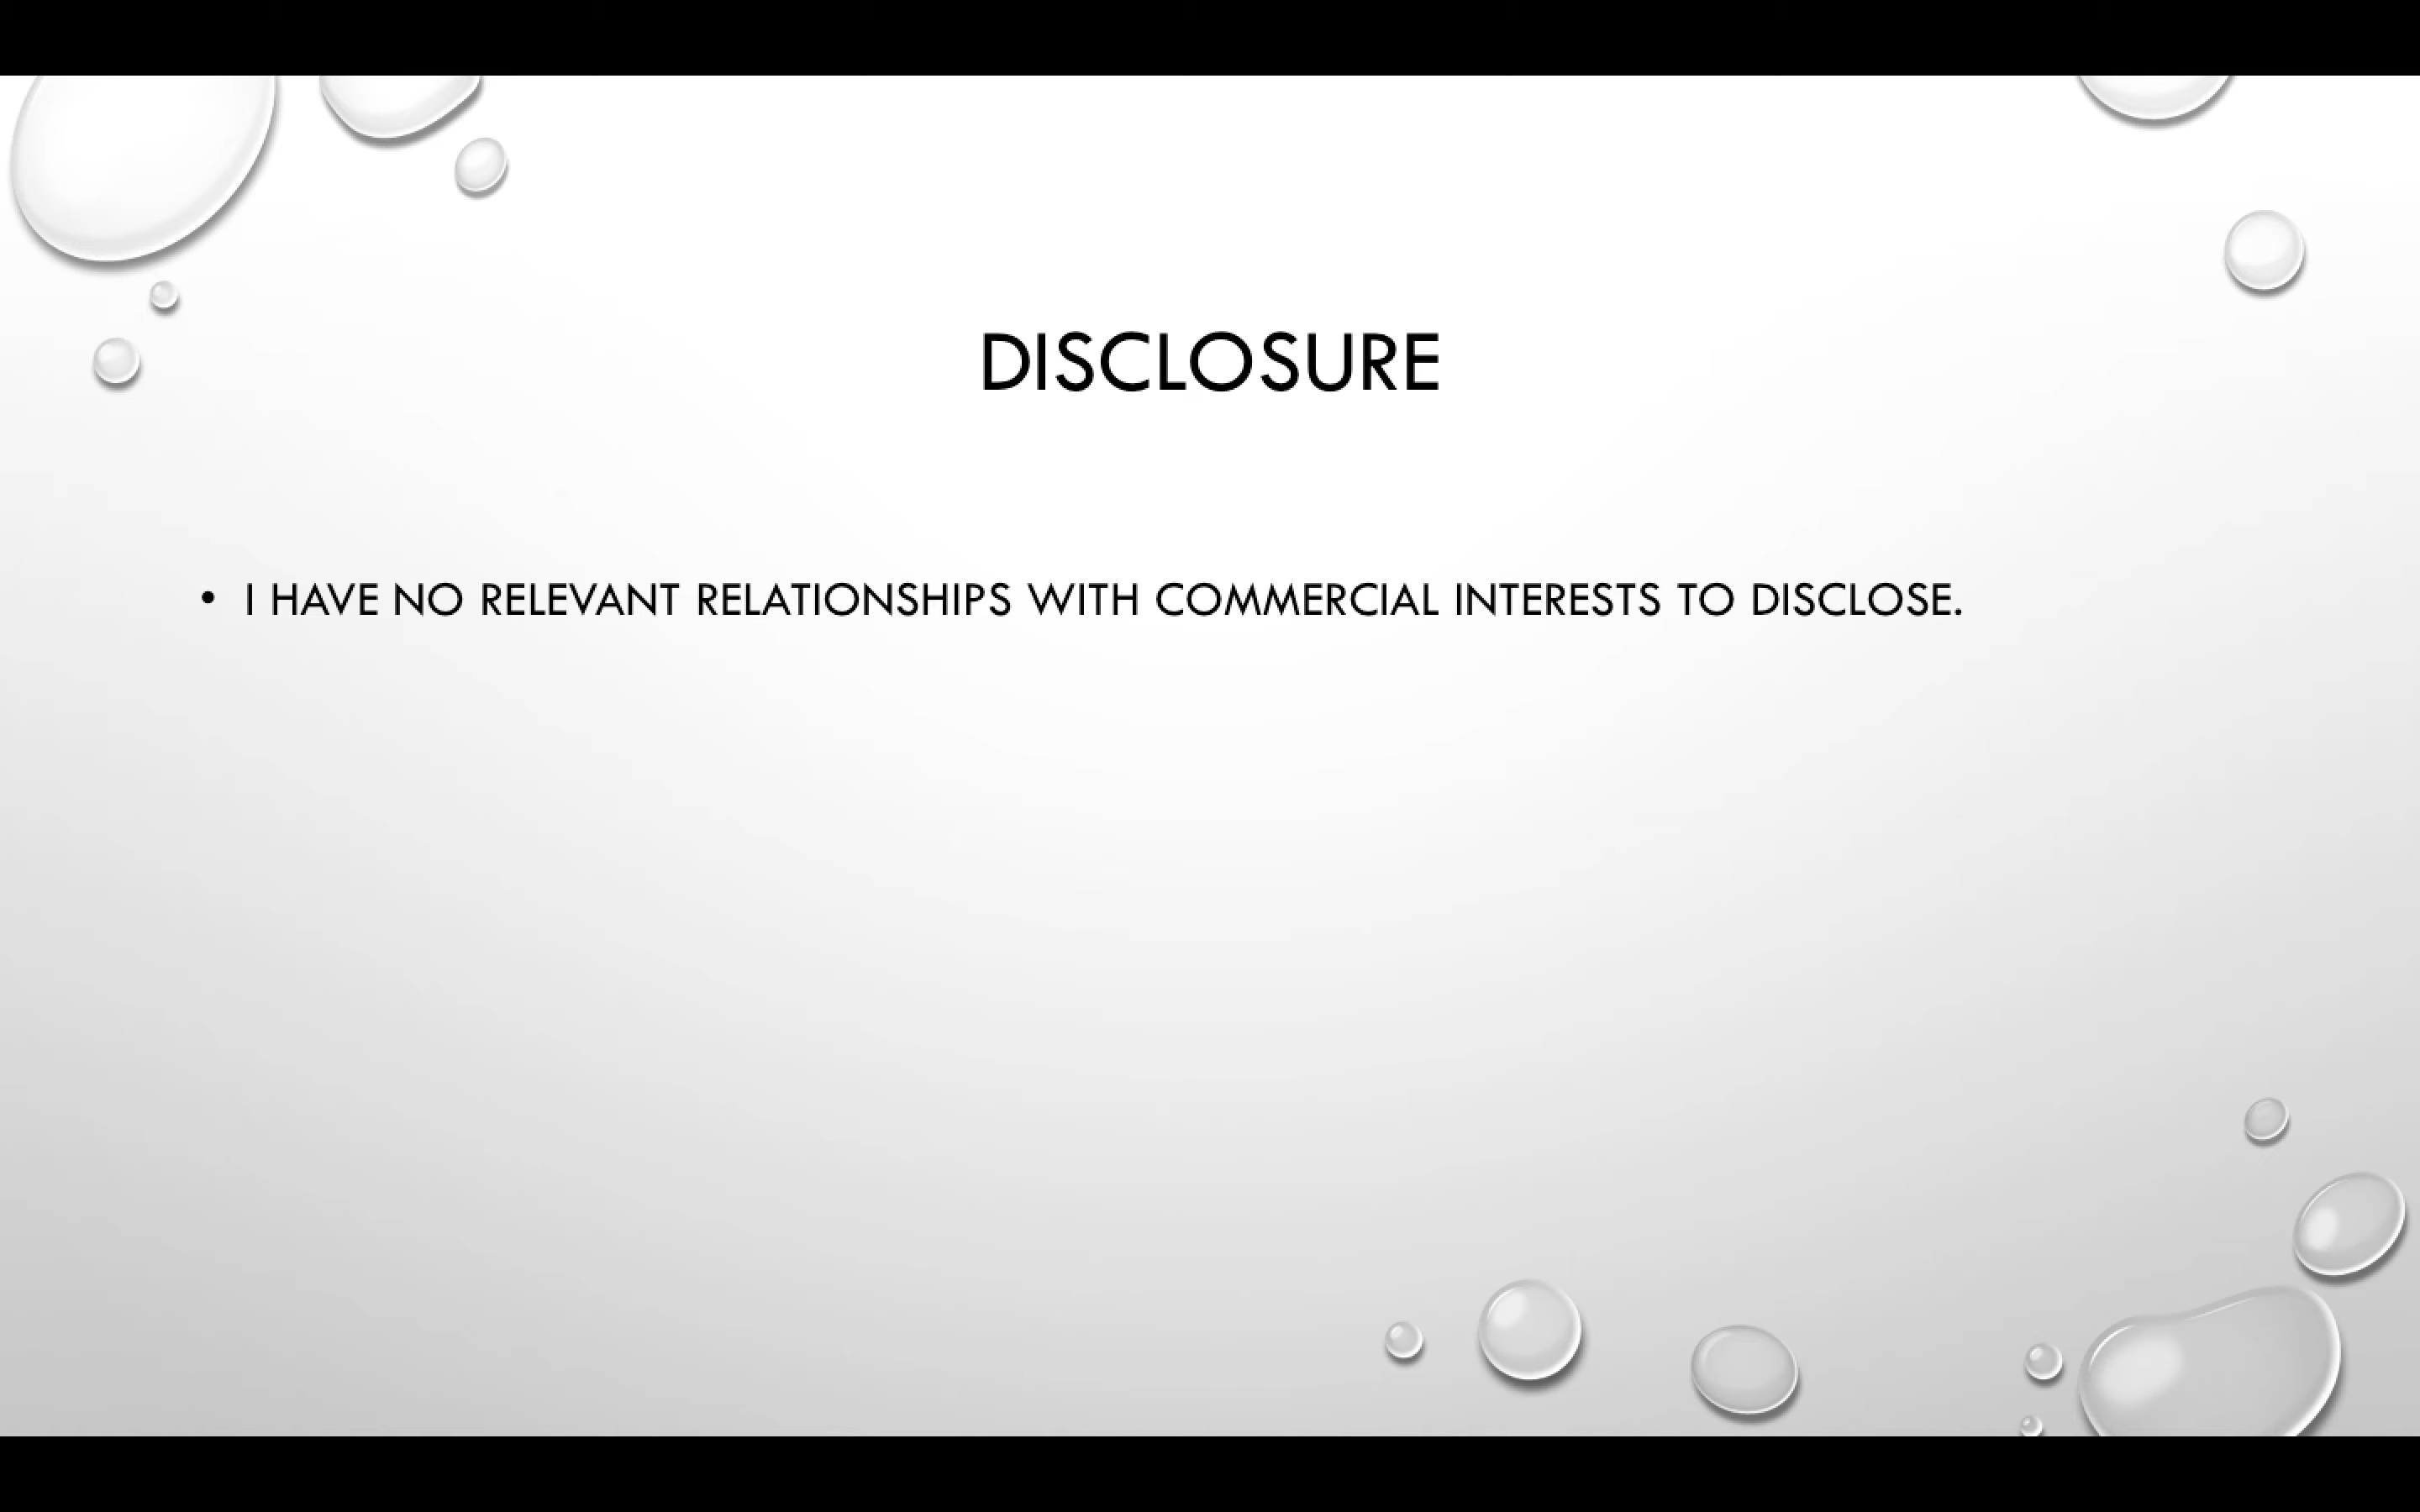 DISCLOSURE
• I HAVE NO RELEVANT RELATIONSHIPS WITH COMMERCIAL INTERESTS TO DISCLOSE.